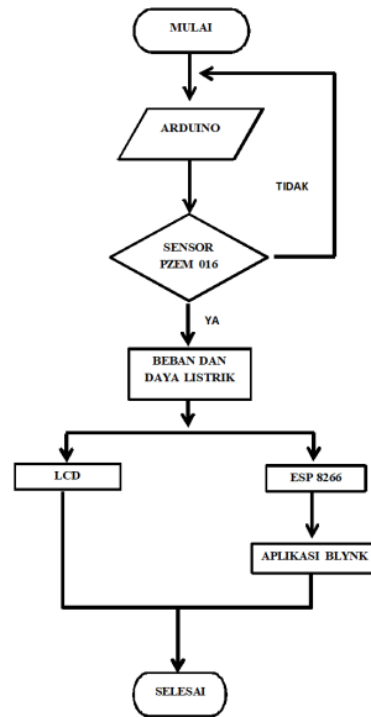 MULAI
ARDUINO
TIDAK
SENSOR
PZEM 016
YA
BEBAN DAN
DAYA LISTRIK
LCD
ESP 8266
APLIKASI BLYNK
SELESAI